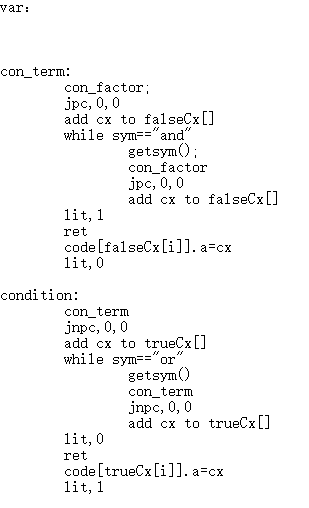 var:
con_term:
con_factor;
jpc,0,0
add cx to falseCx[]
while sym=="and"
getsym();
con_factor
jpc,0,0
add cx to falseCx[]
lit,1
ret
code[falseCx[i]].a=cx
lit,0
condition:
con_term
jnpc,0,0
add cx to trueCx[]
while sym=="or"
getsym()
con_term
jnpc,0,0
add cx to trueCx[]
lit,0
ret
code[trueCx[i]].a=cx
lit,1